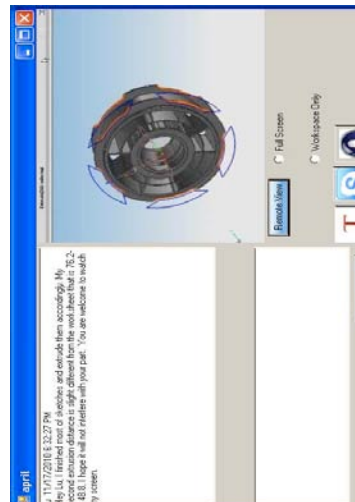 april
11/17/2010 6:32:27 PM
Hey Lu, I finished most of sketches and extrude them accordingly. My
second extrusion distance is slight different from the work sheet that is 76.2-
48.8. I hope it will not interfere with your part. You are welcome to watch
my screen.
Remote View
Full Screen
Workspace Only
T
S